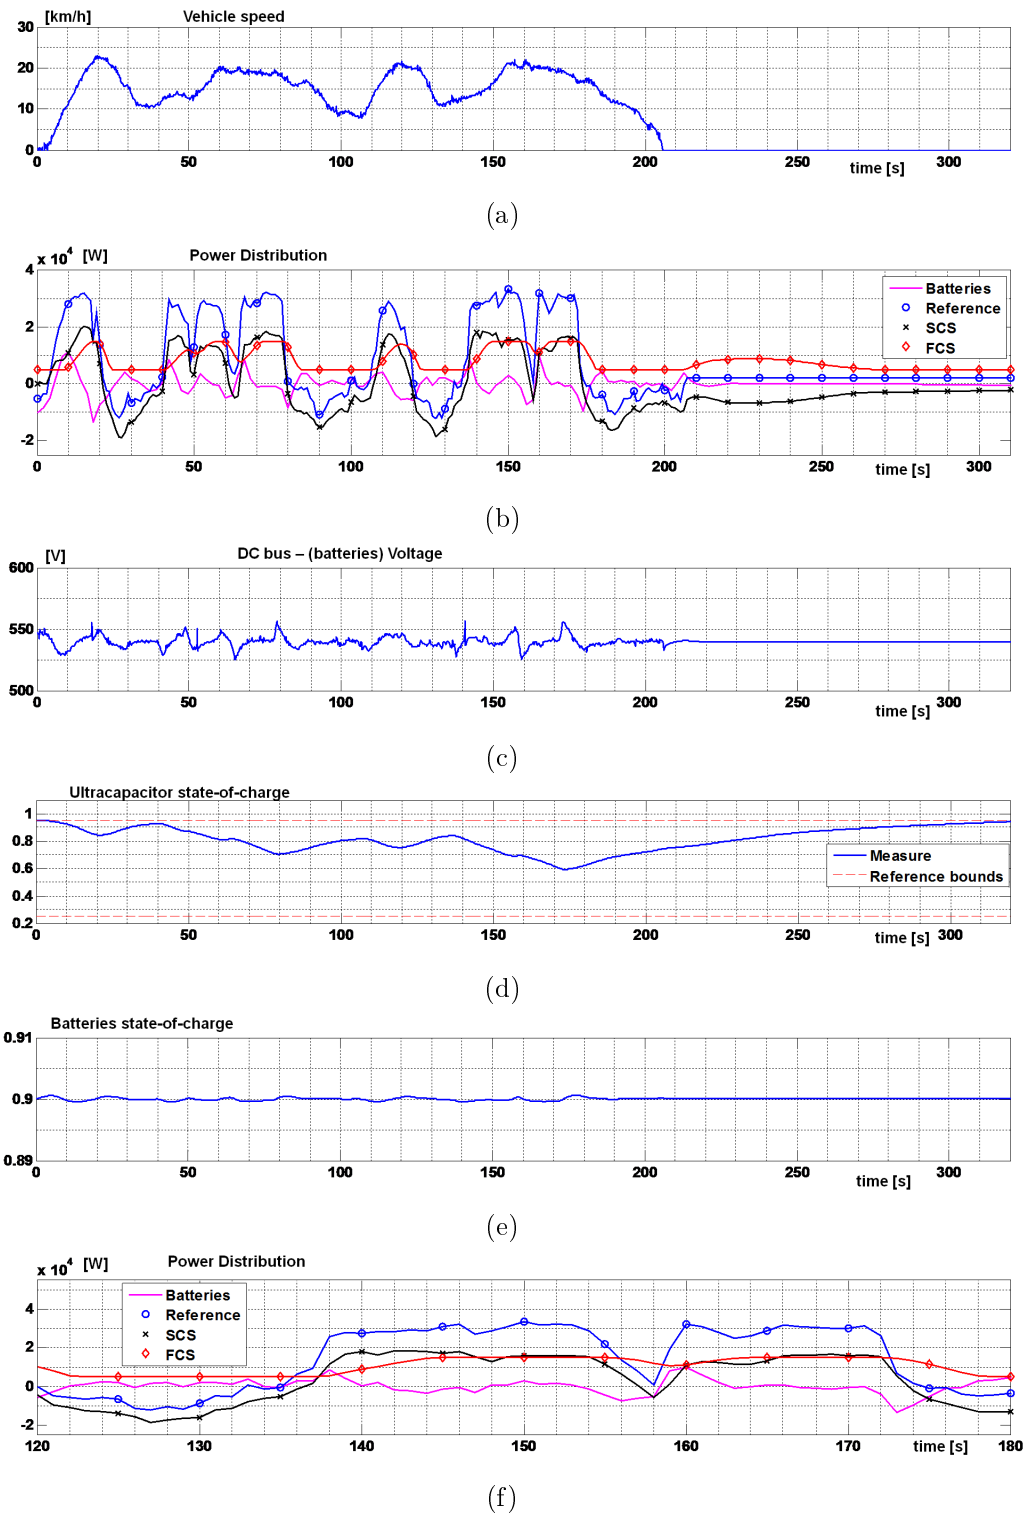 [km/h] Vehicle speed
30
20
10
0
0 50 100 150 200 250 300
time [s]
(a)
x 10^4 [W] Power Distribution
4
2
0
-2
Batteries
Reference
SCS
FCS
0 50 100 150 200 250 300
time [s]
(b)
[V] DC bus – (batteries) Voltage
600
550
500
0 50 100 150 200 250 300
time [s]
(c)
Ultracapacitor state-of-charge
1
0.8
0.6
0.4
0.2
Measure
Reference bounds
0 50 100 150 200 250 300
time [s]
(d)
Batteries state-of-charge
0.91
0.9
0.89
0 50 100 150 200 250 300
time [s]
(e)
x 10^4 [W] Power Distribution
4
2
0
-2
Batteries
Reference
SCS
FCS
120 130 140 150 160 170 time [s] 180
(f)